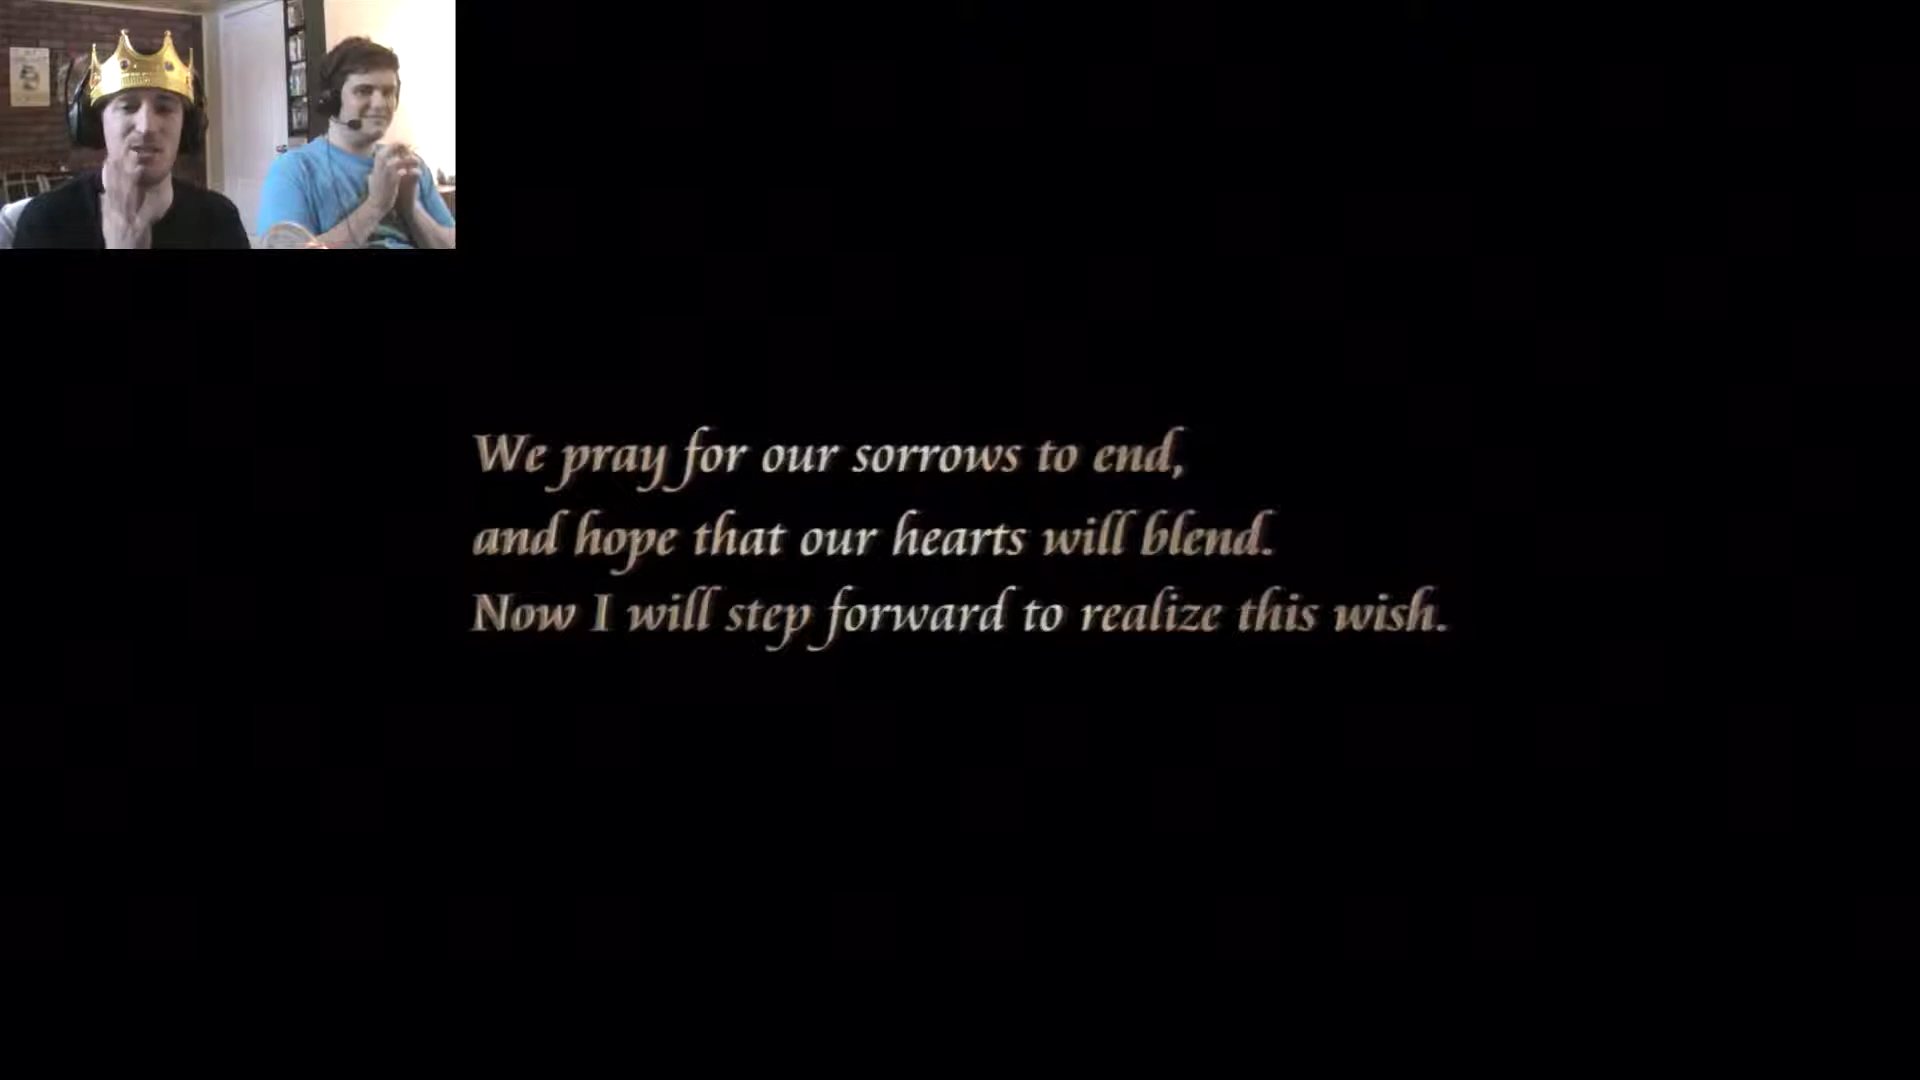 We pray for our sorrows to end,
and hope that our hearts will blend.
Now I will step forward to realize this wish.